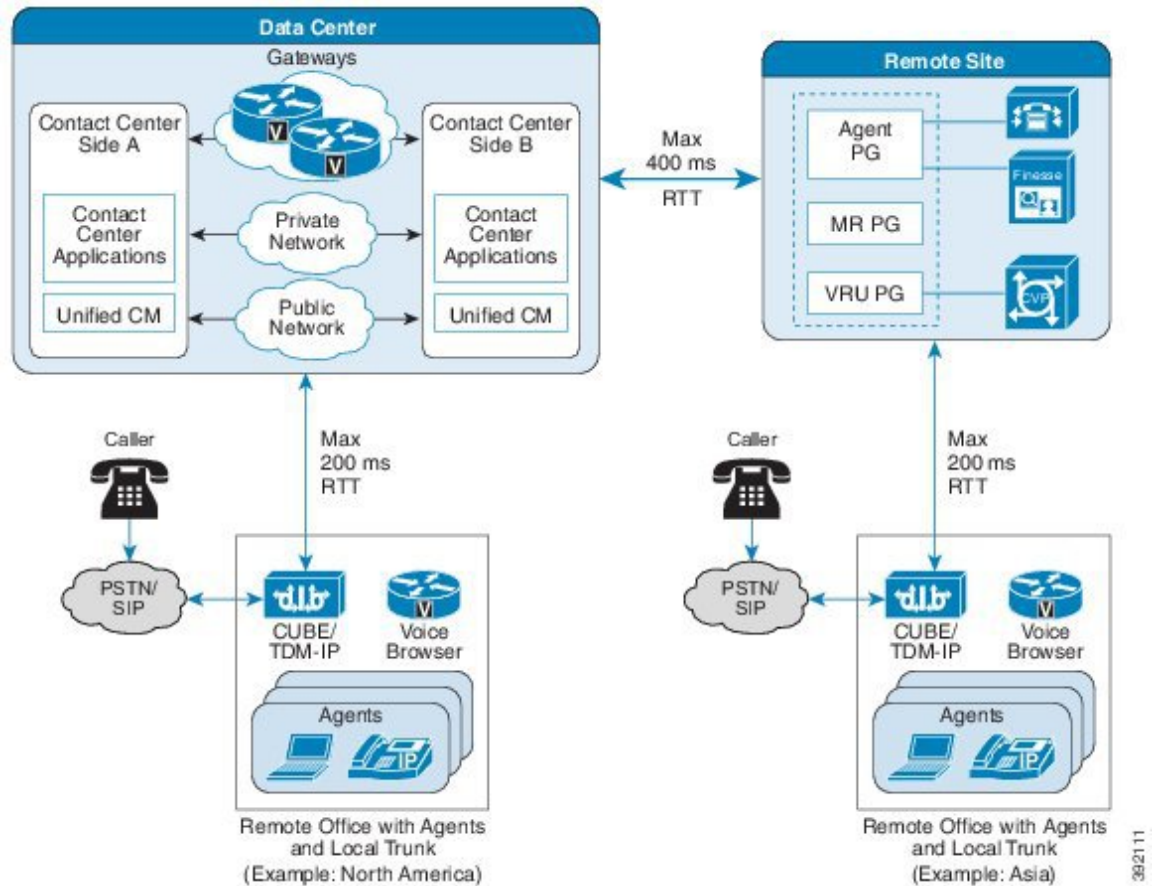 Data Center
Gateways
V
V
Contact Center
Side A
Contact
Center
Applications
Unified CM
Private
Network
Public
Network
Contact Center
Side B
Contact
Center
Applications
Unified CM
Max
400 ms
RTT
Remote Site
Agent
PG
MR PG
VRU PG
Finesse
CVP
Caller
PSTN/
SIP
Max
200 ms
RTT
CUBE/
TDM-IP
V
Voice
Browser
Agents
IP
Remote Office with Agents
and Local Trunk
(Example: North America)
Caller
PSTN/
SIP
Max
200 ms
RTT
CUBE/
TDM-IP
V
Voice
Browser
Agents
IP
Remote Office with Agents
and Local Trunk
(Example: Asia)
392111